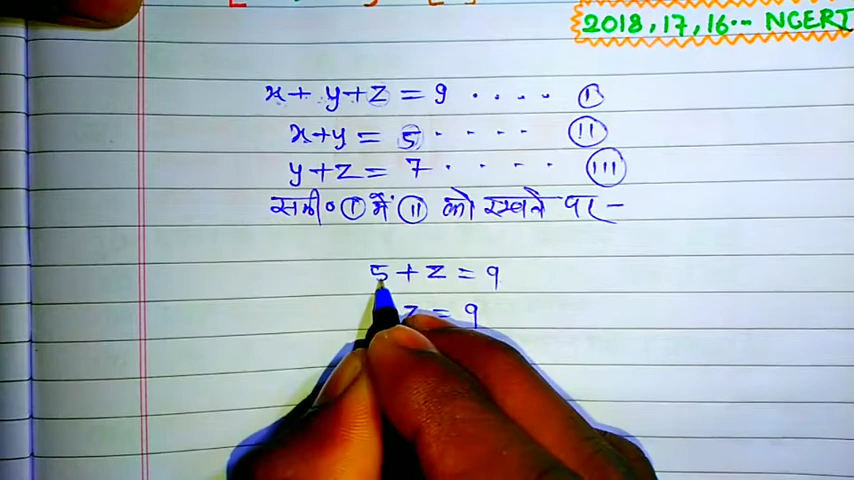 2018, 17, 16... NCERT
x + y + z = 9 ..... (I)
x + y = 5 ..... (II)
y + z = 7 ..... (III)
समी० (I) में (II) को रखने पर -
5 + z = 9
z = 9